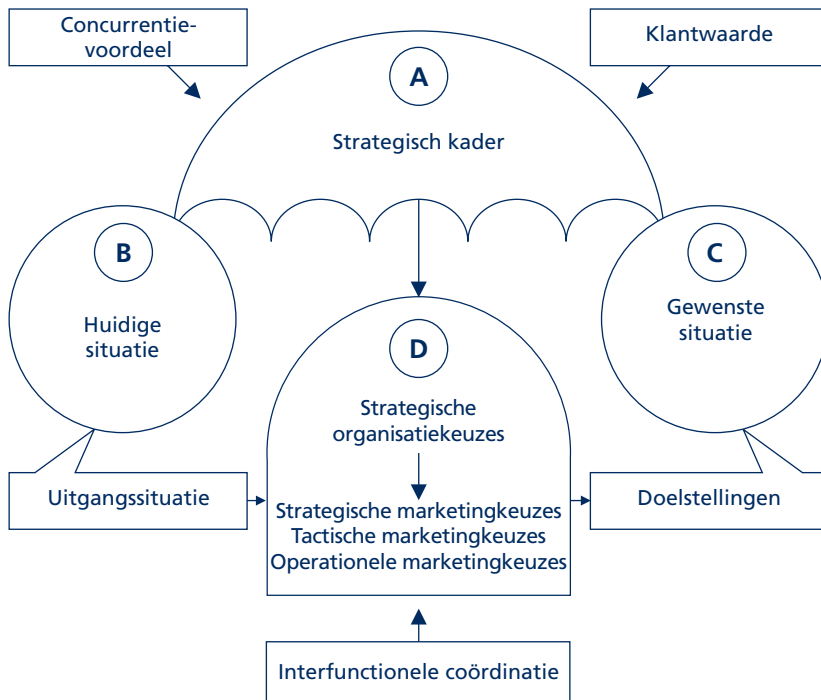 Concurrentie-
voordeel
Klantwaarde
A
Strategisch kader
B
Huidige
situatie
C
Gewenste
situatie
D
Strategische
organisatiekeuzes
Uitgangssituatie
Strategische marketingkeuzes
Tactische marketingkeuzes
Operationele marketingkeuzes
Doelstellingen
Interfunctionele coördinatie